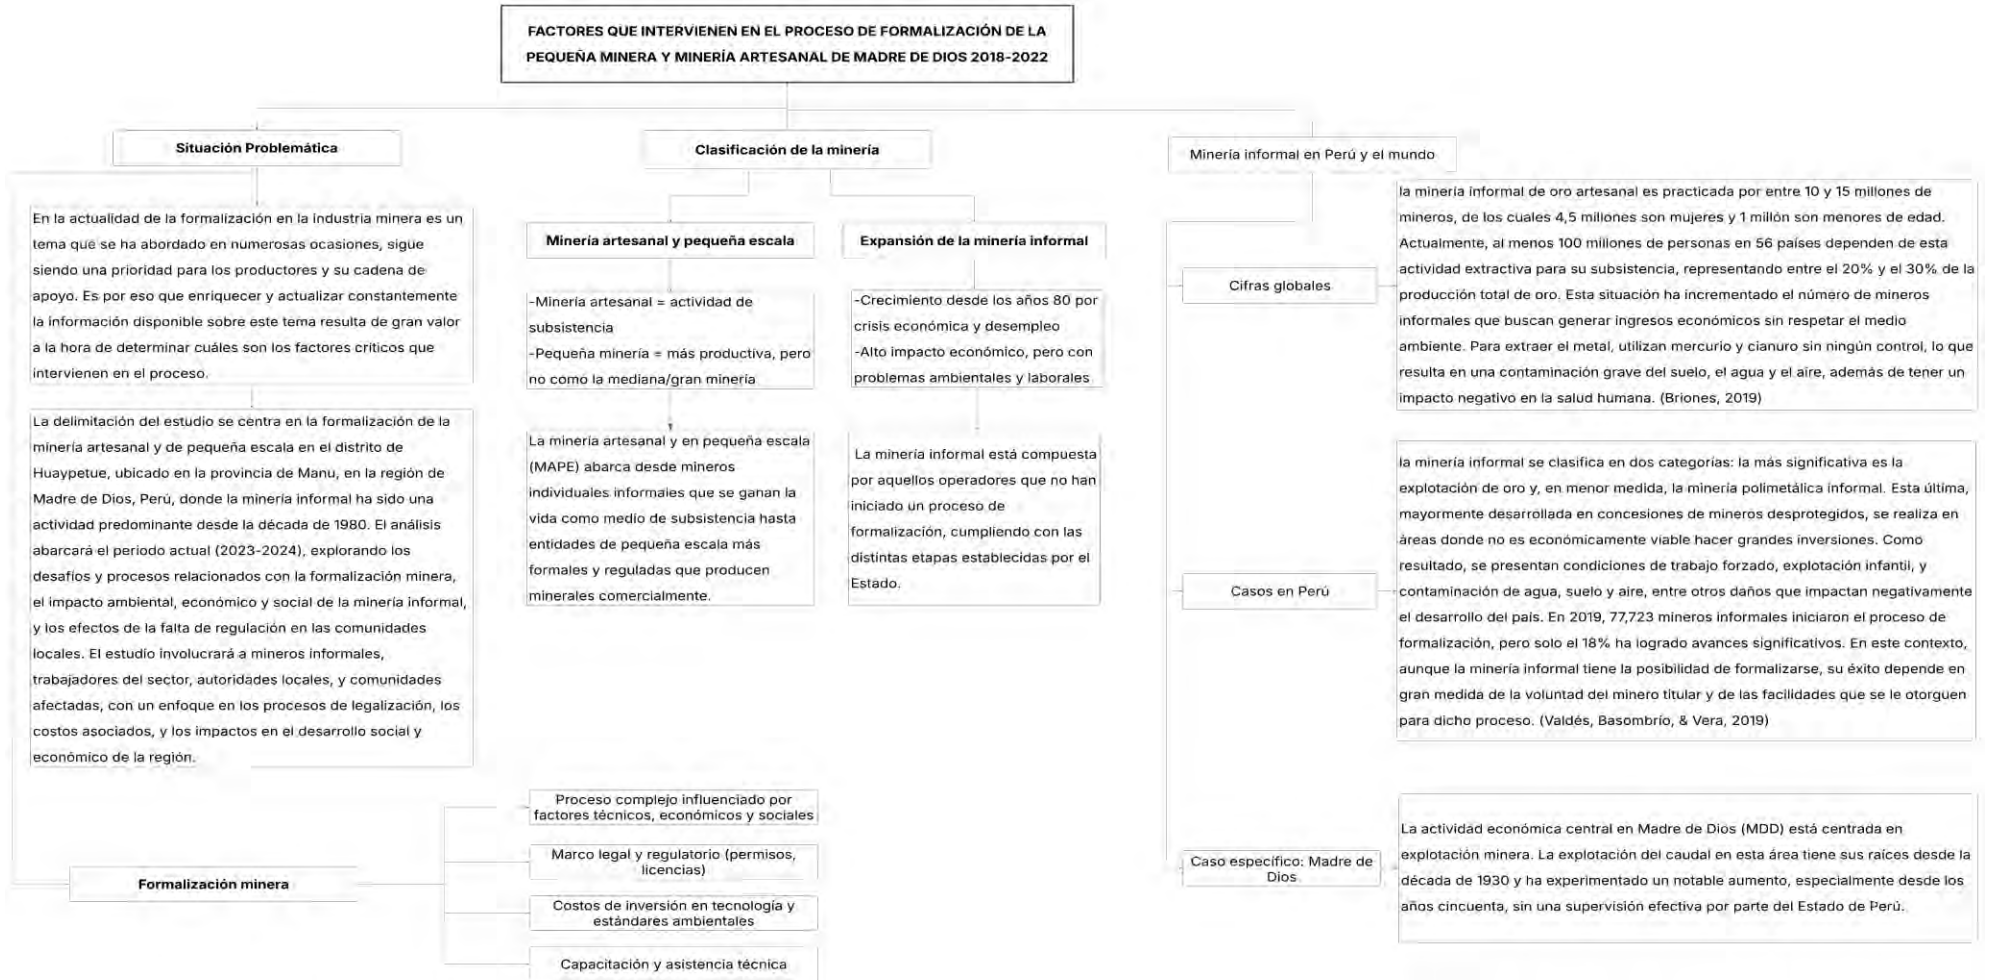 FACTORES QUE INTERVIENEN EN EL PROCESO DE FORMALIZACIÓN DE LA
PEQUEÑA MINERA Y MINERÍA ARTESANAL DE MADRE DE DIOS 2018-2022
Situación Problemática
En la actualidad de la formalización en la industria minera es un
tema que se ha abordado en numerosas ocasiones, sigue
siendo una prioridad para los productores y su cadena de
apoyo. Es por eso que enriquecer y actualizar constantemente
la información disponible sobre este tema resulta de gran valor
a la hora de determinar cuáles son los factores críticos que
intervienen en el proceso.
La delimitación del estudio se centra en la formalización de la
minería artesanal y de pequeña escala en el distrito de
Huaypetue, ubicado en la provincia de Manu, en la región de
Madre de Dios, Perú, donde la minería informal ha sido una
actividad predominante desde la década de 1980. El análisis
abarcará el periodo actual (2023-2024), explorando los
desafíos y procesos relacionados con la formalización minera,
el impacto ambiental, económico y social de la minería informal,
y los efectos de la falta de regulación en las comunidades
locales. El estudio involucrará a mineros informales,
trabajadores del sector, autoridades locales, y comunidades
afectadas, con un enfoque en los procesos de legalización, los
costos asociados, y los impactos en el desarrollo social y
económico de la región.
Formalización minera
Proceso complejo influenciado por
factores técnicos, económicos y sociales
Marco legal y regulatorio (permisos,
licencias)
Costos de inversión en tecnología y
estándares ambientales
Capacitación y asistencia técnica
Clasificación de la minería
Minería artesanal y pequeña escala
-Minería artesanal = actividad de
subsistencia
-Pequeña minería = más productiva, pero
no como la mediana/gran minería
La minería artesanal y en pequeña escala
(MAPE) abarca desde mineros
individuales informales que se ganan la
vida como medio de subsistencia hasta
entidades de pequeña escala más
formales y reguladas que producen
minerales comercialmente.
Expansión de la minería informal
-Crecimiento desde los años 80 por
crisis económica y desempleo
-Alto impacto económico, pero con
problemas ambientales y laborales
La minería informal está compuesta
por aquellos operadores que no han
iniciado un proceso de
formalización, cumpliendo con las
distintas etapas establecidas por el
Estado.
Minería informal en Perú y el mundo
Cifras globales
la minería informal de oro artesanal es practicada por entre 10 y 15 millones de
mineros, de los cuales 4,5 millones son mujeres y 1 millón son menores de edad.
Actualmente, al menos 100 millones de personas en 56 países dependen de esta
actividad extractiva para su subsistencia, representando entre el 20% y el 30% de la
producción total de oro. Esta situación ha incrementado el número de mineros
informales que buscan generar ingresos económicos sin respetar el medio
ambiente. Para extraer el metal, utilizan mercurio y cianuro sin ningún control, lo que
resulta en una contaminación grave del suelo, el agua y el aire, además de tener un
impacto negativo en la salud humana. (Briones, 2019)
Casos en Perú
la minería informal se clasifica en dos categorías: la más significativa es la
explotación de oro y, en menor medida, la minería polimetálica informal. Esta última,
mayormente desarrollada en concesiones de mineros desprotegidos, se realiza en
áreas donde no es económicamente viable hacer grandes inversiones. Como
resultado, se presentan condiciones de trabajo forzado, explotación infantil, y
contaminación de agua, suelo y aire, entre otros daños que impactan negativamente
el desarrollo del país. En 2019, 77,723 mineros informales iniciaron el proceso de
formalización, pero solo el 18% ha logrado avances significativos. En este contexto,
aunque la minería informal tiene la posibilidad de formalizarse, su éxito depende en
gran medida de la voluntad del minero titular y de las facilidades que se le otorguen
para dicho proceso. (Valdés, Basombrío, & Vera, 2019)
Caso específico: Madre de
Dios
La actividad económica central en Madre de Dios (MDD) está centrada en
explotación minera. La explotación del caudal en esta área tiene sus raíces desde la
década de 1930 y ha experimentado un notable aumento, especialmente desde los
años cincuenta, sin una supervisión efectiva por parte del Estado de Perú.